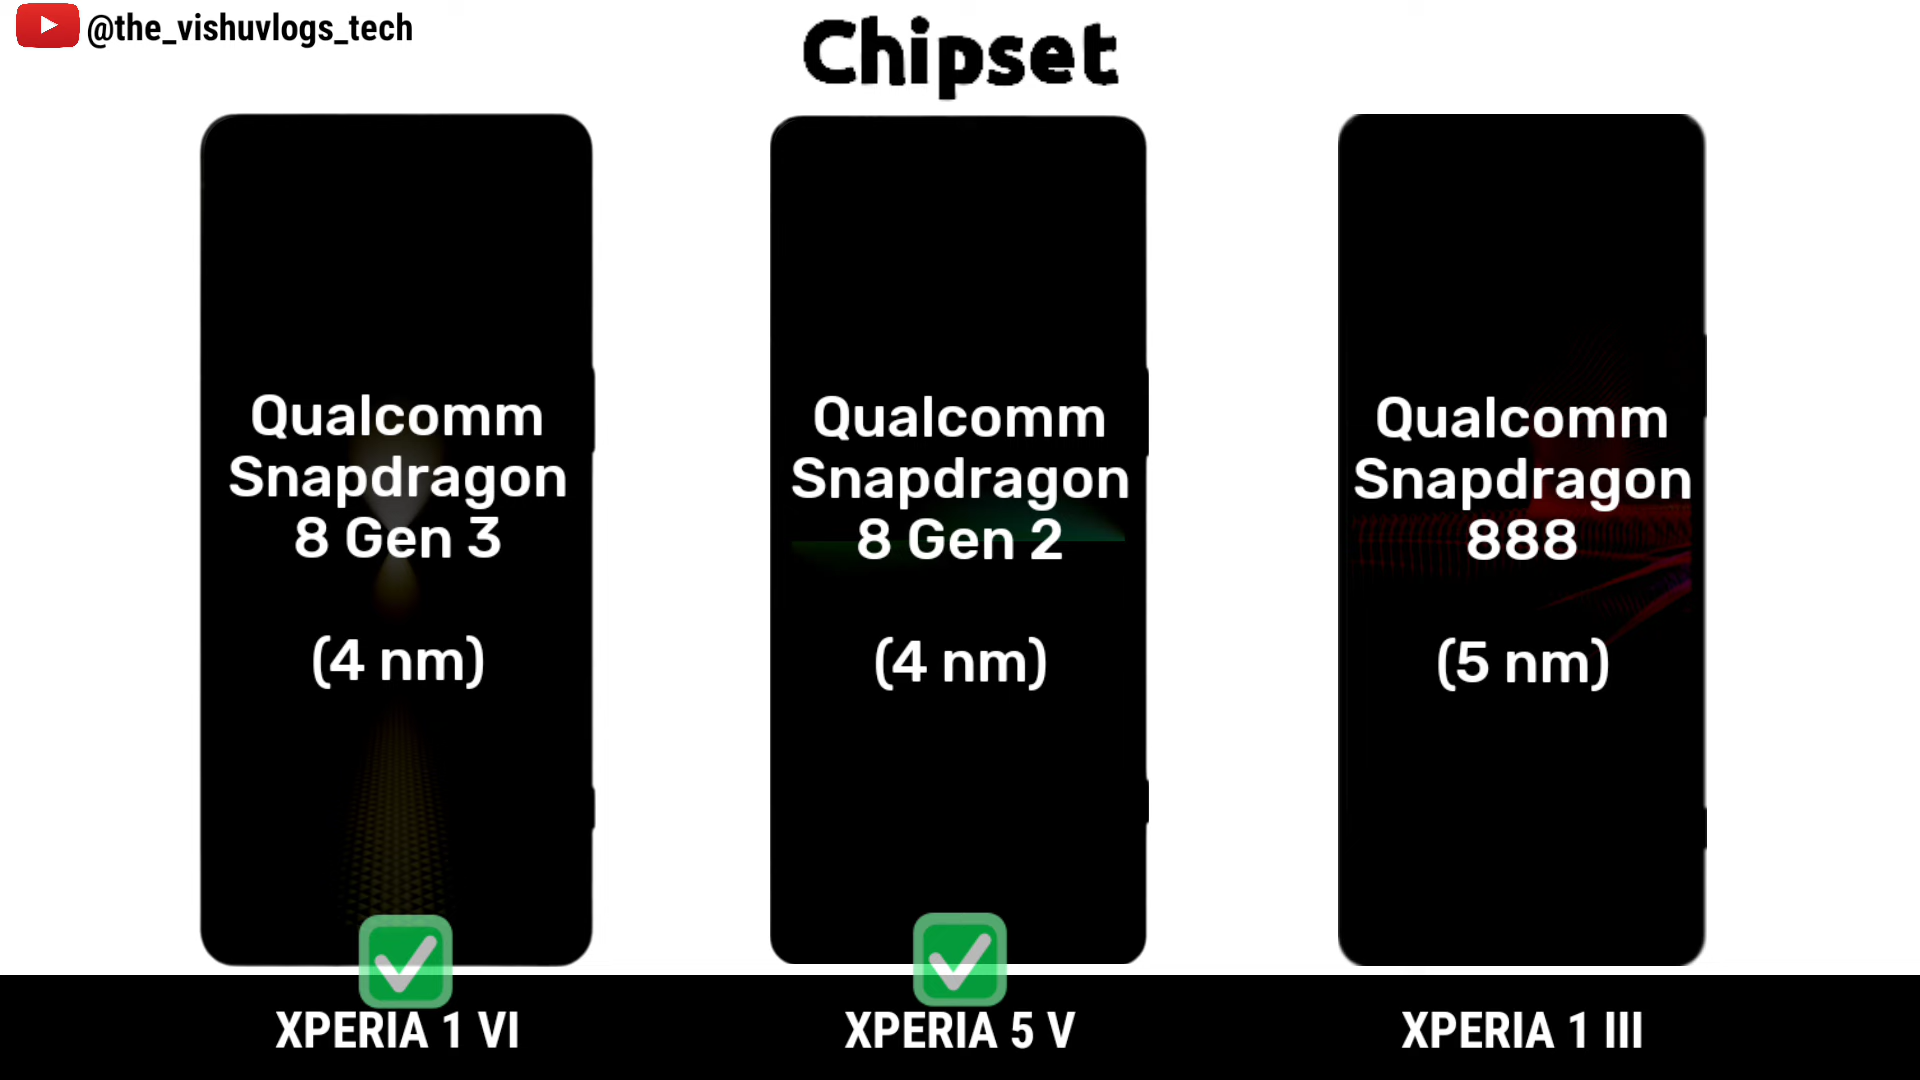 @the_vishuvlogs_tech
Chipset
Qualcomm
Snapdragon
8 Gen 3
(4 nm)
Qualcomm
Snapdragon
8 Gen 2
(4 nm)
Qualcomm
Snapdragon
888
(5 nm)
XPERIA 1 VI
XPERIA 5 V
XPERIA 1 III